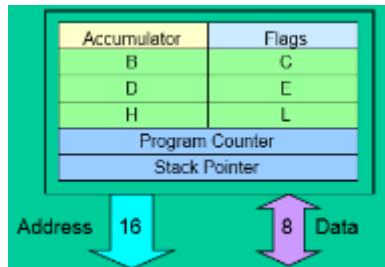 Accumulator Flags
B C
D E
H L
Program Counter
Stack Pointer
Address 16 8 Data